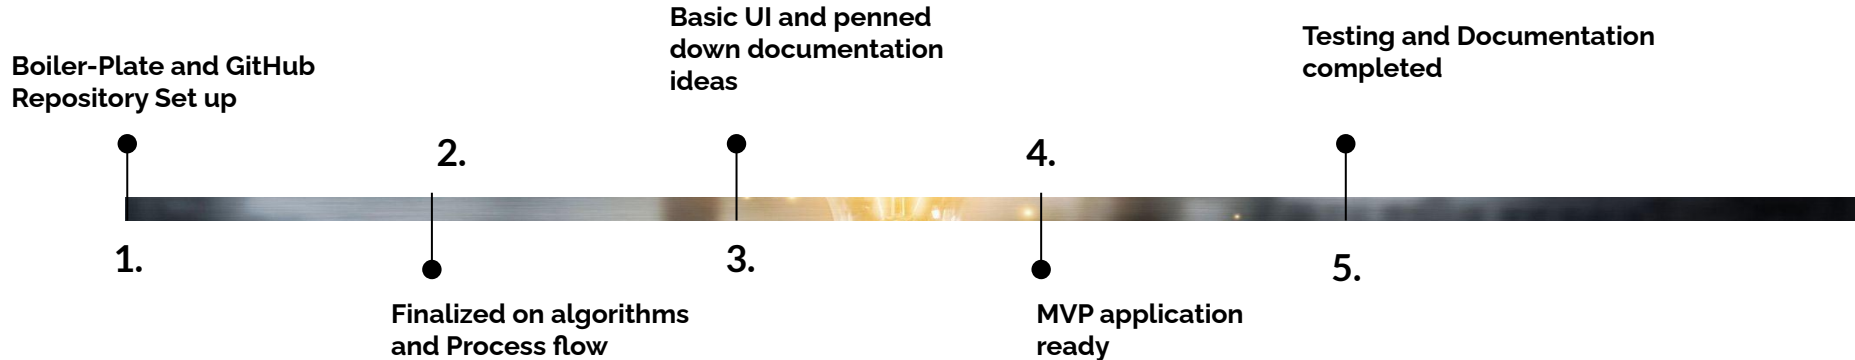 Boiler-Plate and GitHub
Repository Set up
1.
2.
Finalized on algorithms
and Process flow
Basic UI and penned
down documentation
ideas
3.
4.
MVP application
ready
Testing and Documentation
completed
5.